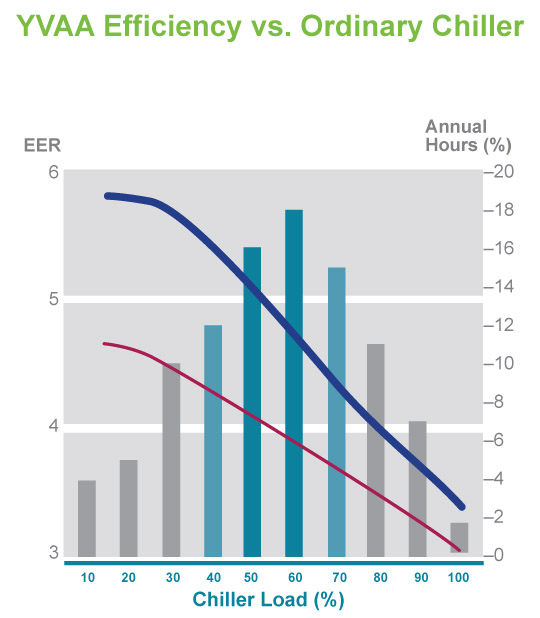 YVAA Efficiency vs. Ordinary Chiller
EER
Annual
Hours (%)
6
5
4
3
20
18
16
14
12
10
8
6
4
2
0
10 20 30 40 50 60 70 80 90 100
Chiller Load (%)